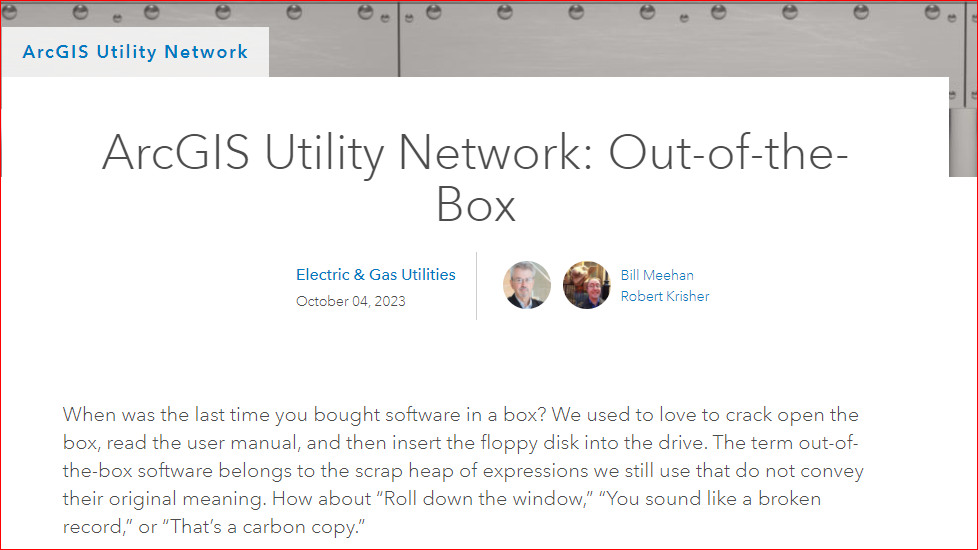 ArcGIS Utility Network
ArcGIS Utility Network: Out-of-the-
Box
Electric & Gas Utilities
October 04, 2023
Bill Meehan
Robert Krisher
When was the last time you bought software in a box? We used to love to crack open the
box, read the user manual, and then insert the floppy disk into the drive. The term out-of-
the-box software belongs to the scrap heap of expressions we still use that do not convey
their original meaning. How about “Roll down the window,” “You sound like a broken
record,” or “That’s a carbon copy.”